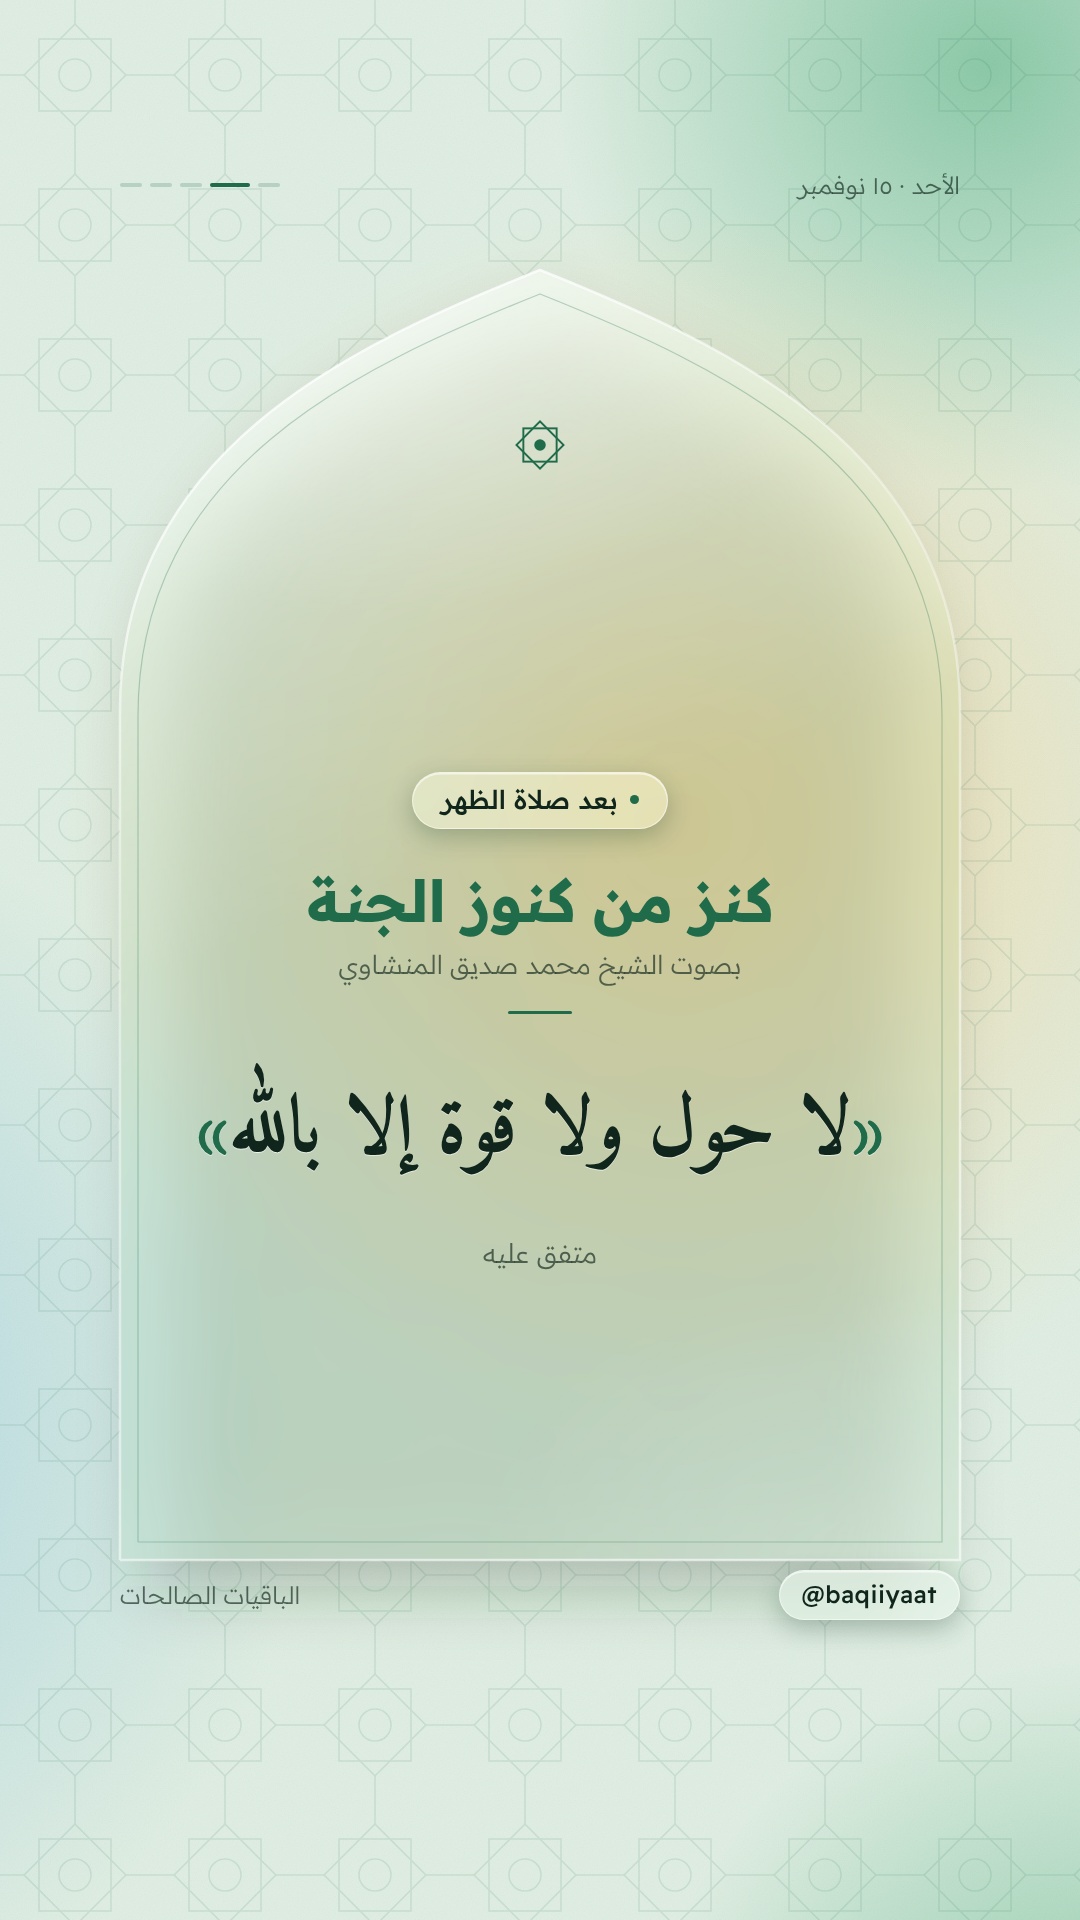 الأحد · ١٥ نوفمبر
بعد صلاة الظهر
كنز من كنوز الجنة
بصوت الشيخ محمد صديق المنشاوي
«لا حول ولا قوة إلا بالله»
متفق عليه
@baqiiyaat
الباقيات الصالحات